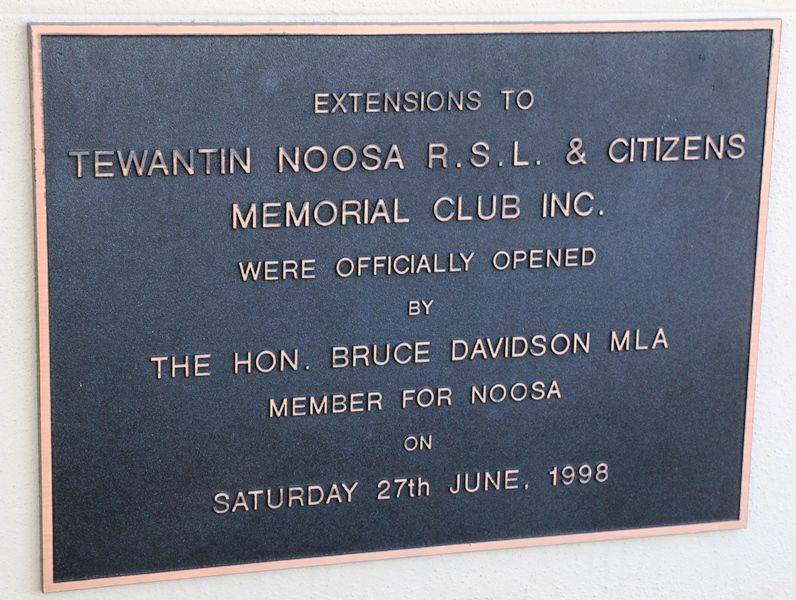 EXTENSIONS TO
TEWANTIN NOOSA R.S.L. & CITIZENS
MEMORIAL CLUB INC.
WERE OFFICIALLY OPENED
BY
THE HON. BRUCE DAVIDSON MLA
MEMBER FOR NOOSA
ON
SATURDAY 27th JUNE, 1998